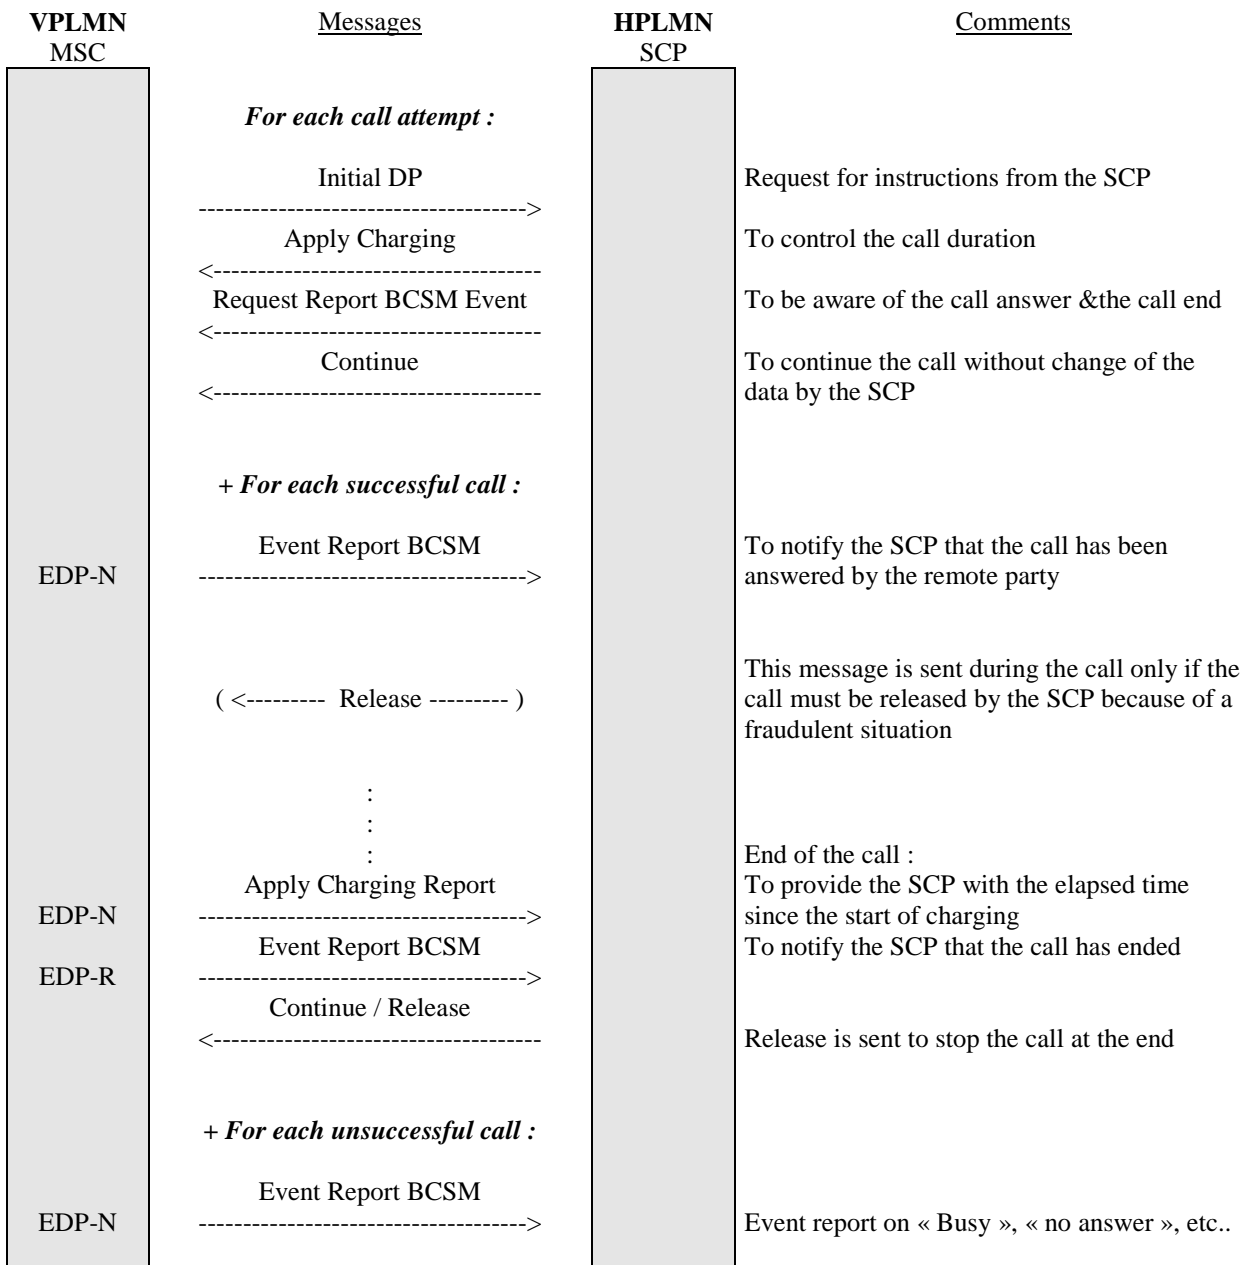 VPLMN Messages HPLMN Comments
MSC SCP
For each call attempt :
Initial DP Request for instructions from the SCP
------------------------------------->
Apply Charging To control the call duration
<-------------------------------------
Request Report BCSM Event To be aware of the call answer &the call end
<-------------------------------------
Continue To continue the call without change of the
<------------------------------------- data by the SCP
+ For each successful call :
Event Report BCSM To notify the SCP that the call has been
EDP-N -------------------------------------> answered by the remote party
This message is sent during the call only if the
( <--------- Release --------- ) call must be released by the SCP because of a
fraudulent situation
:
:
: End of the call :
Apply Charging Report To provide the SCP with the elapsed time
EDP-N -------------------------------------> since the start of charging
Event Report BCSM To notify the SCP that the call has ended
EDP-R ------------------------------------->
Continue / Release
<------------------------------------- Release is sent to stop the call at the end
+ For each unsuccessful call :
Event Report BCSM
EDP-N -------------------------------------> Event report on « Busy », « no answer », etc..